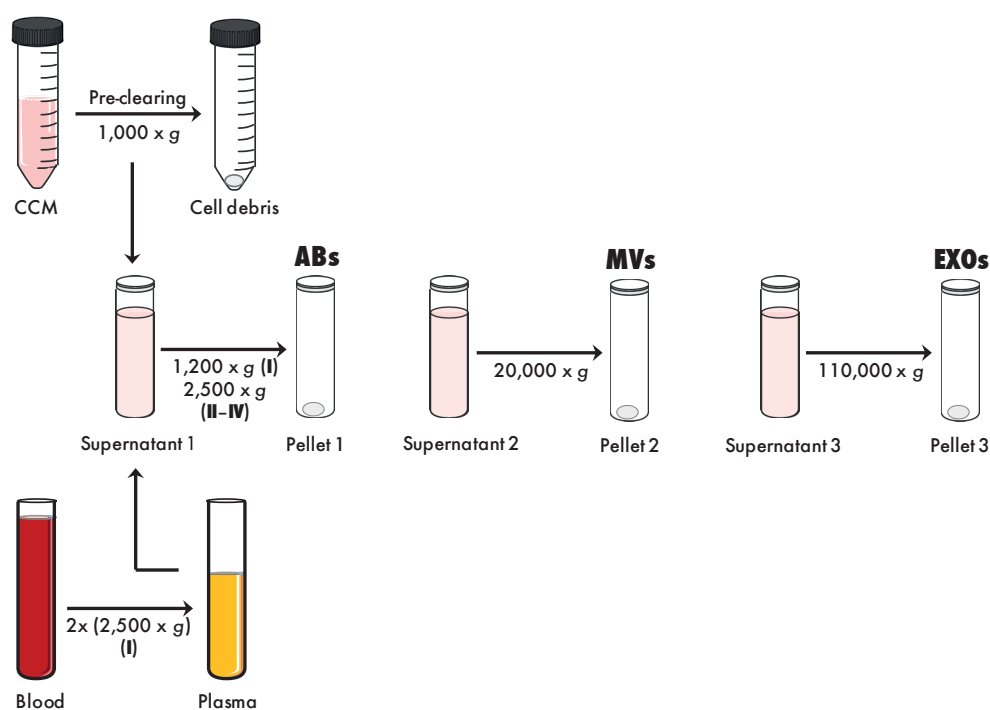 Pre-clearing
1,000 x g
CCM
Cell debris
ABs
MVs
EXOs
1,200 x g (I)
2,500 x g
(II–IV)
20,000 x g
110,000 x g
Supernatant 1
Pellet 1
Supernatant 2
Pellet 2
Supernatant 3
Pellet 3
2x (2,500 x g)
(I)
Blood
Plasma